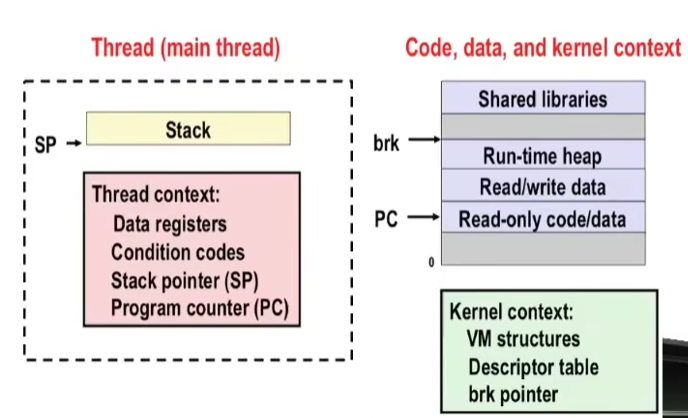 Thread (main thread)
SP
Stack
Thread context:
Data registers
Condition codes
Stack pointer (SP)
Program counter (PC)
Code, data, and kernel context
Shared libraries
brk
Run-time heap
Read/write data
PC
Read-only code/data
0
Kernel context:
VM structures
Descriptor table
brk pointer